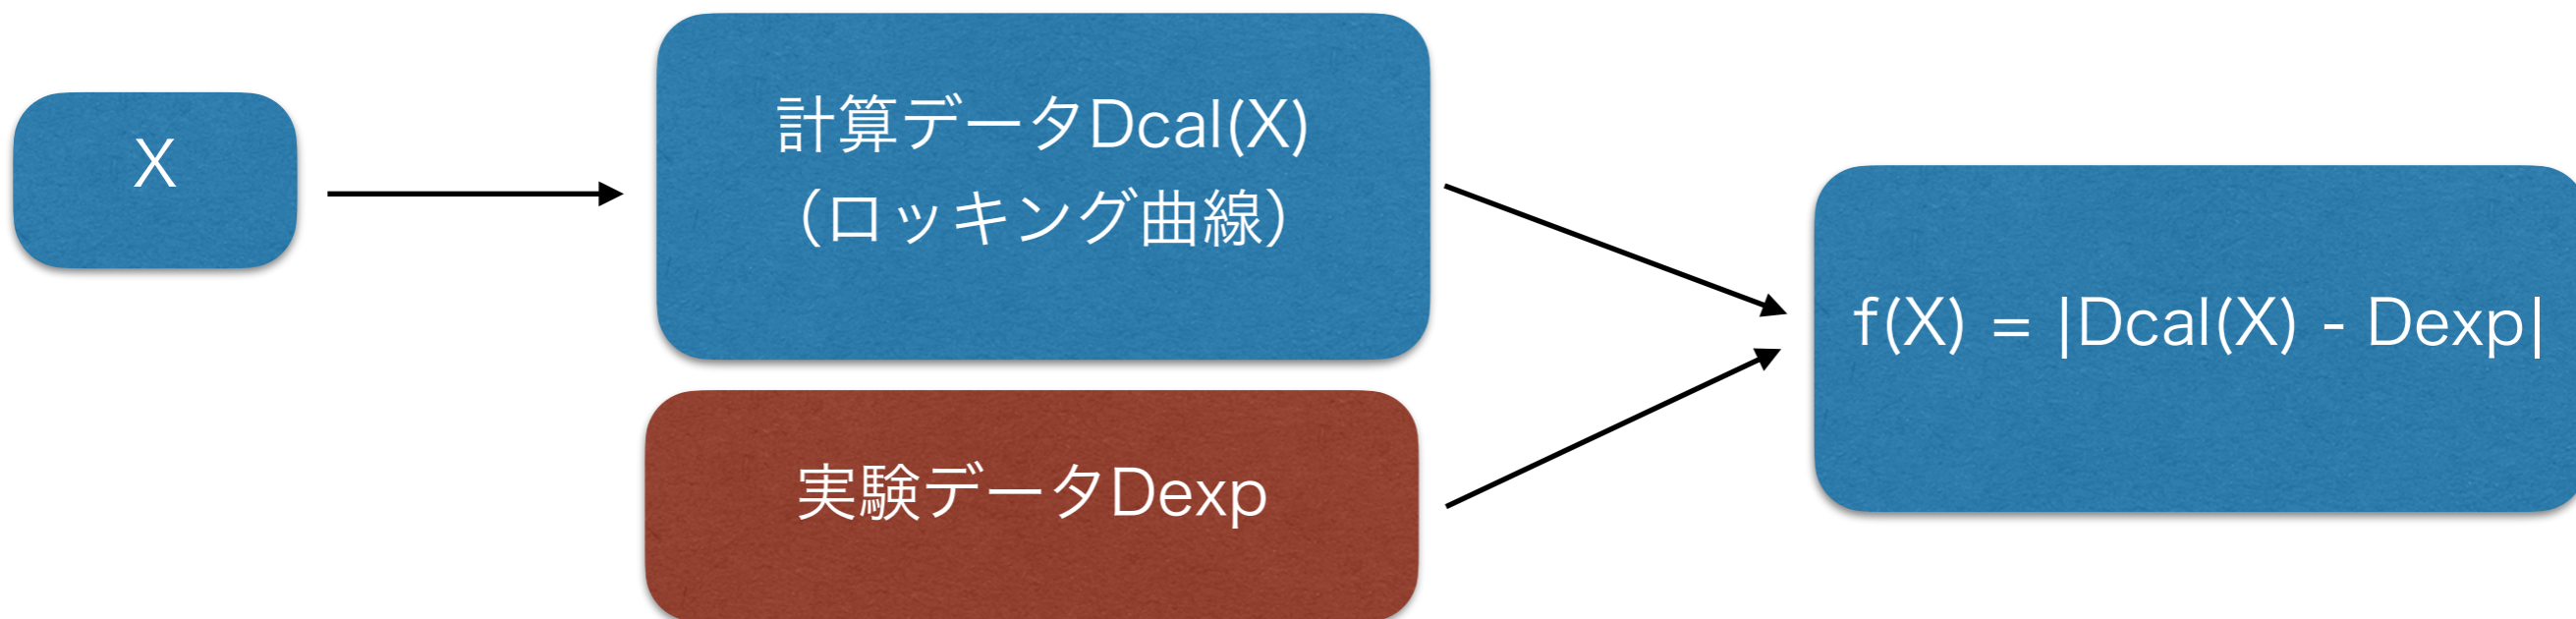 X
計算データDcal(X)
（ロッキング曲線）
実験データDexp
f(X) = |Dcal(X) - Dexp|